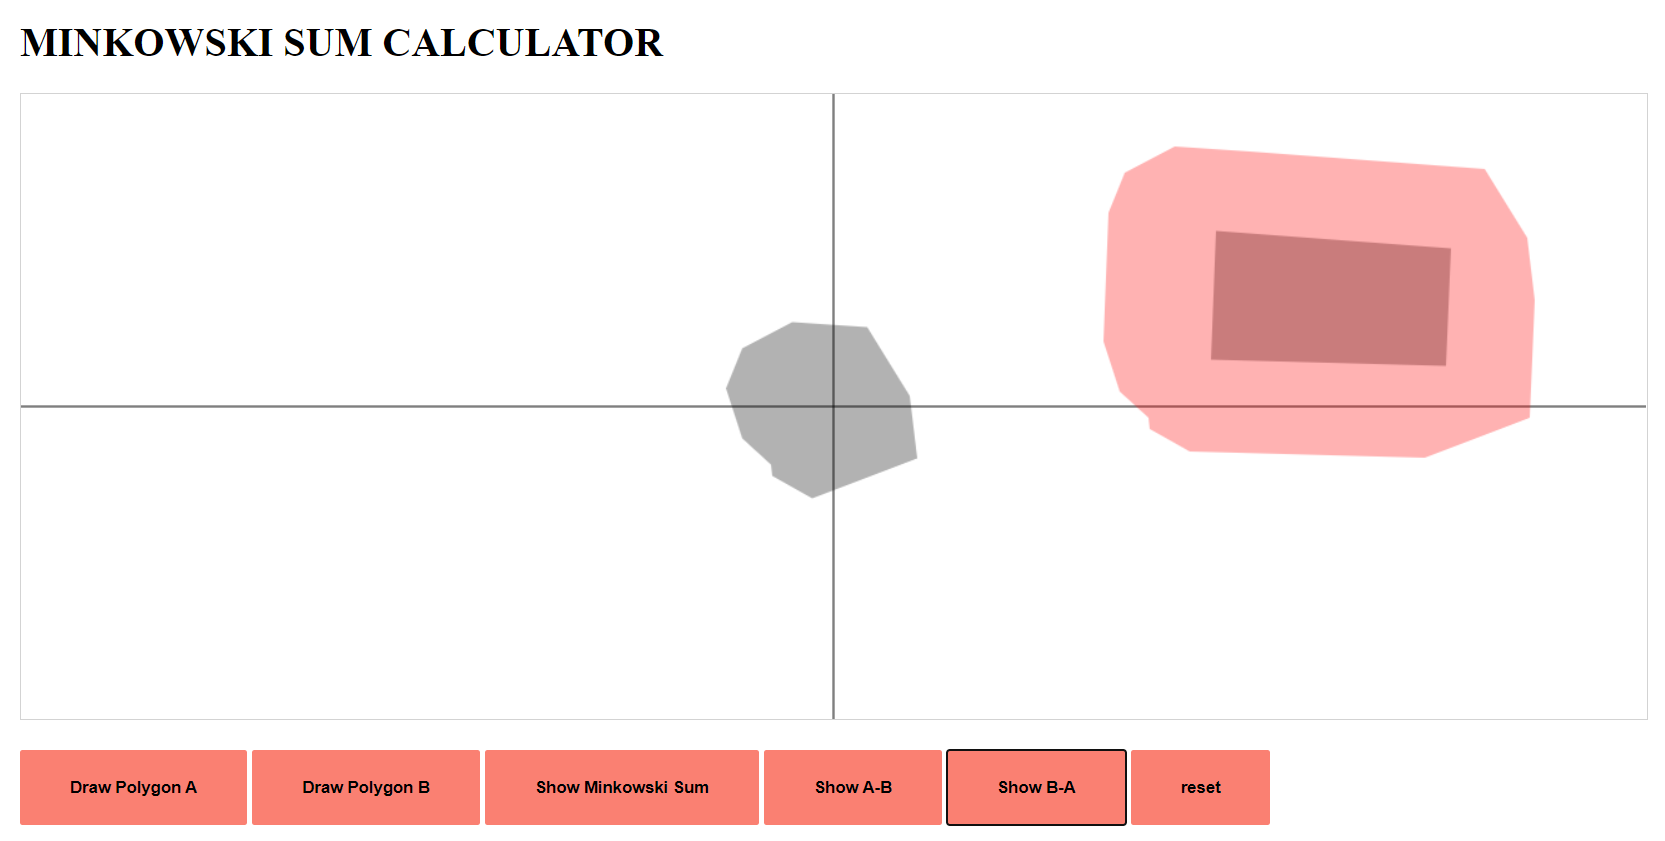 MINKOWSKI SUM CALCULATOR
Draw Polygon A
Draw Polygon B
Show Minkowski Sum
Show A-B
Show B-A
reset